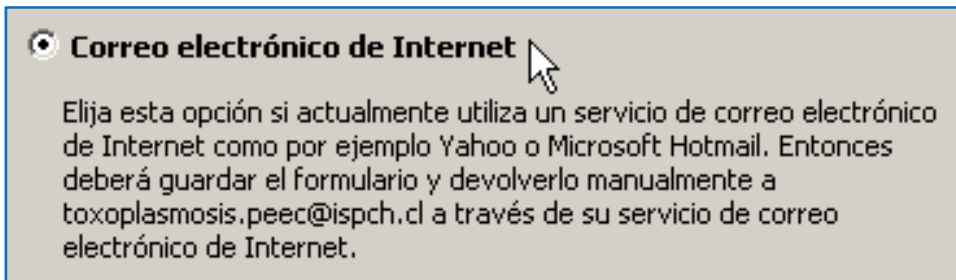 Correo electrónico de Internet
Elija esta opción si actualmente utiliza un servicio de correo electrónico
de Internet como por ejemplo Yahoo o Microsoft Hotmail. Entonces
deberá guardar el formulario y devolverlo manualmente a
toxoplasmosis.peec@ispch.cl a través de su servicio de correo
electrónico de Internet.